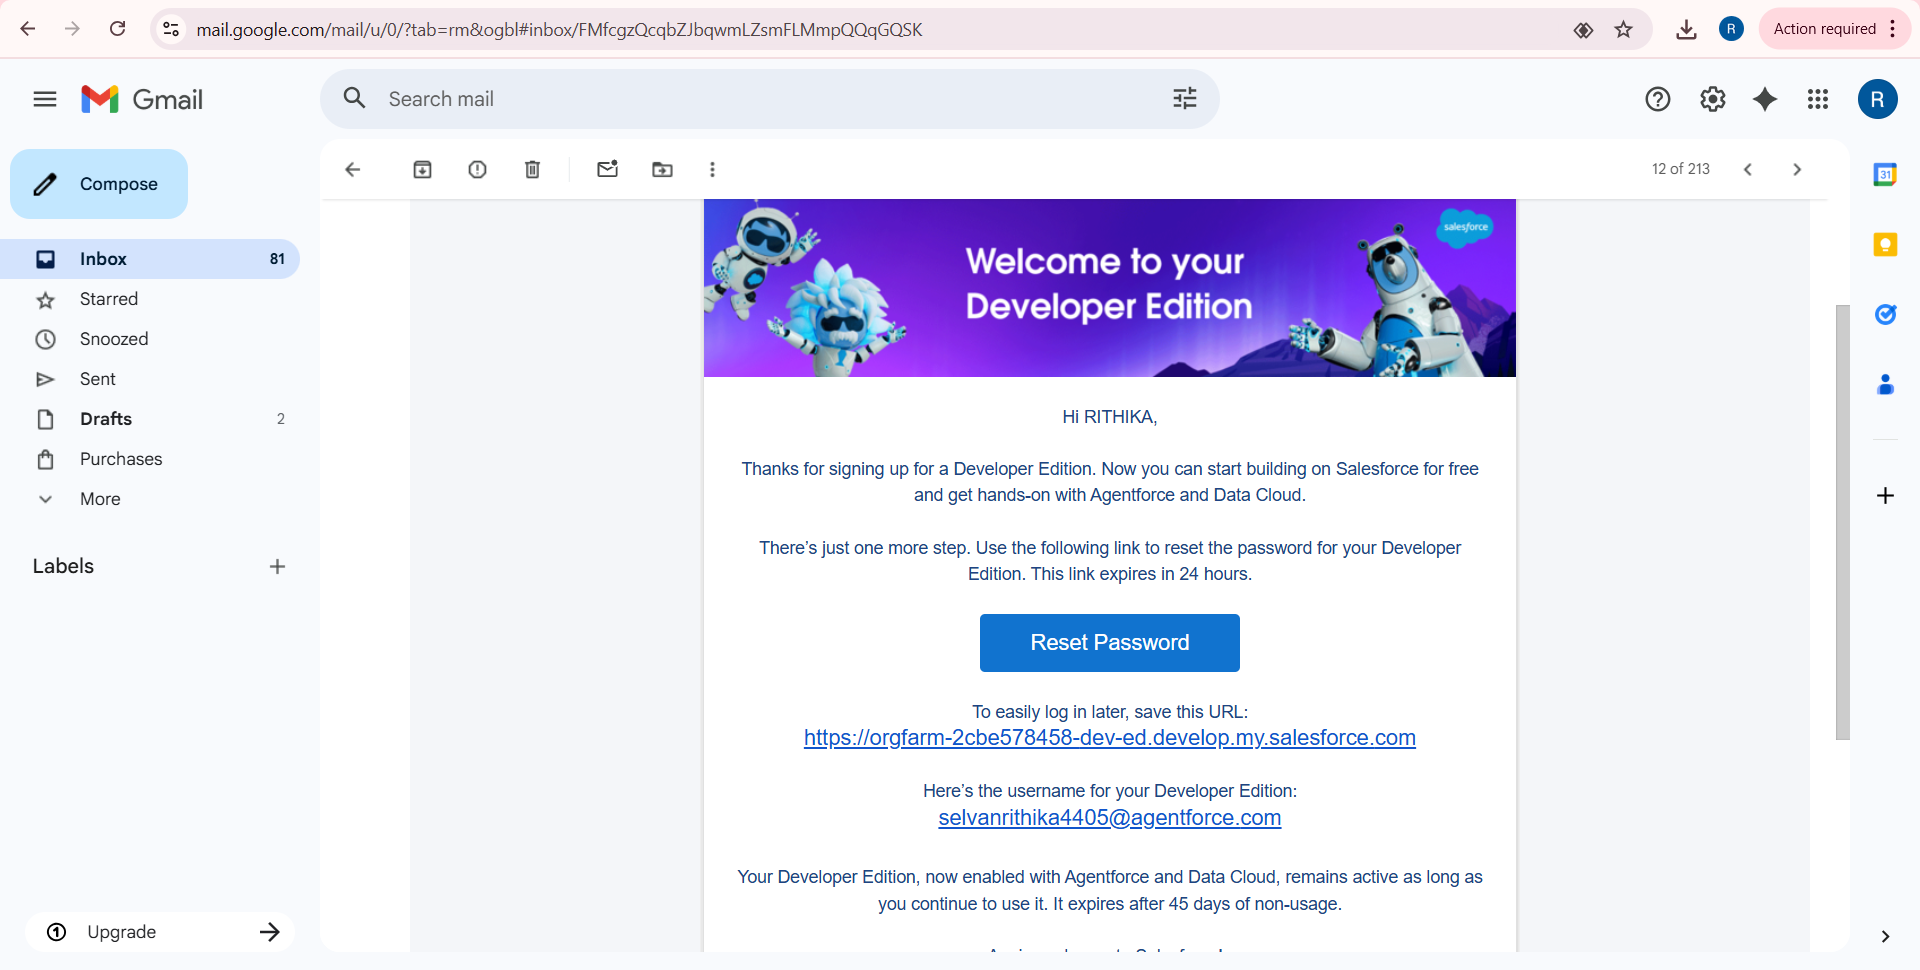 mail.google.com/mail/u/0/?tab=rm&ogbl#inbox/FMfcgzQcqbZJbqwmLZsmFLMmpQQqGQSK
R
Action required
Gmail
Search mail
R
Compose
12 of 213
Inbox 81
Starred
Snoozed
Sent
Drafts 2
Purchases
More
Labels
Upgrade
31
salesforce
Welcome to your
Developer Edition
Hi RITHIKA,
Thanks for signing up for a Developer Edition. Now you can start building on Salesforce for free
and get hands-on with Agentforce and Data Cloud.
There’s just one more step. Use the following link to reset the password for your Developer
Edition. This link expires in 24 hours.
Reset Password
To easily log in later, save this URL:
https://orgfarm-2cbe578458-dev-ed.develop.my.salesforce.com
Here’s the username for your Developer Edition:
selvanrithika4405@agentforce.com
Your Developer Edition, now enabled with Agentforce and Data Cloud, remains active as long as
you continue to use it. It expires after 45 days of non-usage.